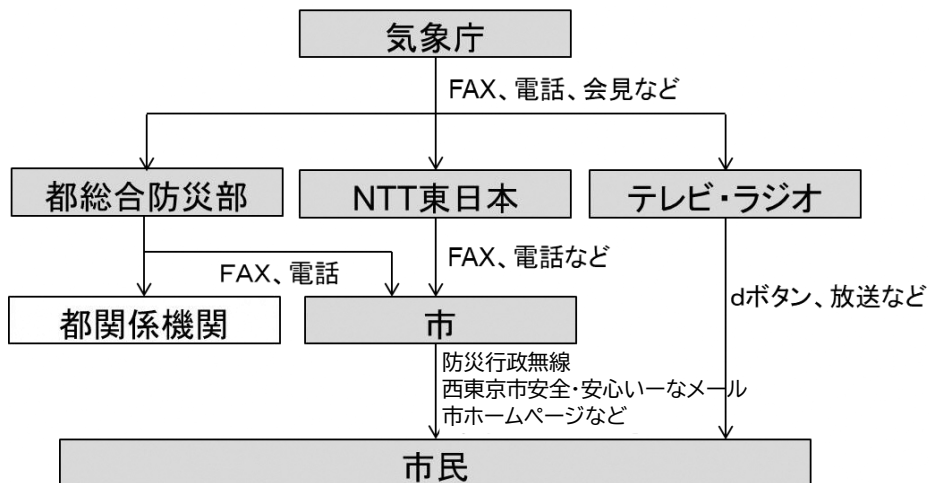 気象庁
FAX、電話、会見など
都総合防災部
NTT東日本
テレビ・ラジオ
FAX、電話
FAX、電話など
dボタン、放送など
都関係機関
市
防災行政無線
西東京市安全・安心いーなメール
市ホームページなど
市民